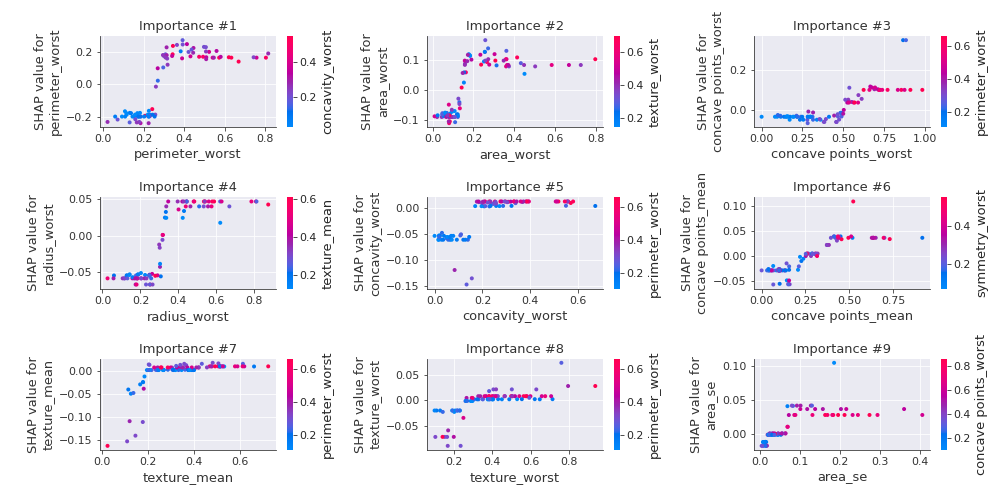 Importance #1
SHAP value for
perimeter_worst
0.2
0.0
−0.2
0.0
0.2
0.4
0.6
0.8
perimeter_worst
0.4
0.2
concavity_worst
Importance #2
SHAP value for
area_worst
0.1
0.0
−0.1
0.0
0.2
0.4
0.6
0.8
area_worst
0.6
0.4
0.2
texture_worst
Importance #3
SHAP value for
concave points_worst
0.2
0.0
0.00
0.25
0.50
0.75
1.00
concave points_worst
0.6
0.4
0.2
perimeter_worst
Importance #4
SHAP value for
radius_worst
0.05
0.00
−0.05
0.0
0.2
0.4
0.6
0.8
radius_worst
0.6
0.4
0.2
texture_mean
Importance #5
SHAP value for
concavity_worst
0.00
−0.05
−0.10
−0.15
0.0
0.2
0.4
0.6
concavity_worst
0.6
0.4
0.2
perimeter_worst
Importance #6
SHAP value for
concave points_mean
0.10
0.05
0.00
−0.05
0.00
0.25
0.50
0.75
concave points_mean
0.4
0.2
symmetry_worst
Importance #7
SHAP value for
texture_mean
0.00
−0.05
−0.10
−0.15
0.0
0.2
0.4
0.6
texture_mean
0.6
0.4
0.2
perimeter_worst
Importance #8
SHAP value for
texture_worst
0.05
0.00
−0.05
0.2
0.4
0.6
0.8
texture_worst
0.6
0.4
0.2
perimeter_worst
Importance #9
SHAP value for
area_se
0.10
0.05
0.00
0.0
0.1
0.2
0.3
0.4
area_se
0.8
0.6
0.4
0.2
concave points_worst